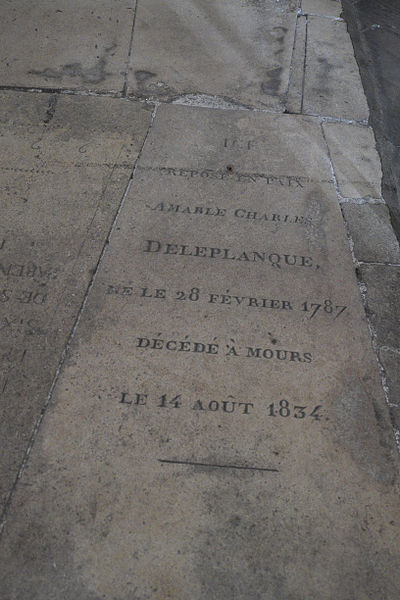 ICI
REPOSE EN PAIX
AMABLE CHARLES
DELEPLANQUE,
NÉ LE 28 FÉVRIER 1787
DÉCÉDÉ À MOURS
LE 14 AOÛT 1834.